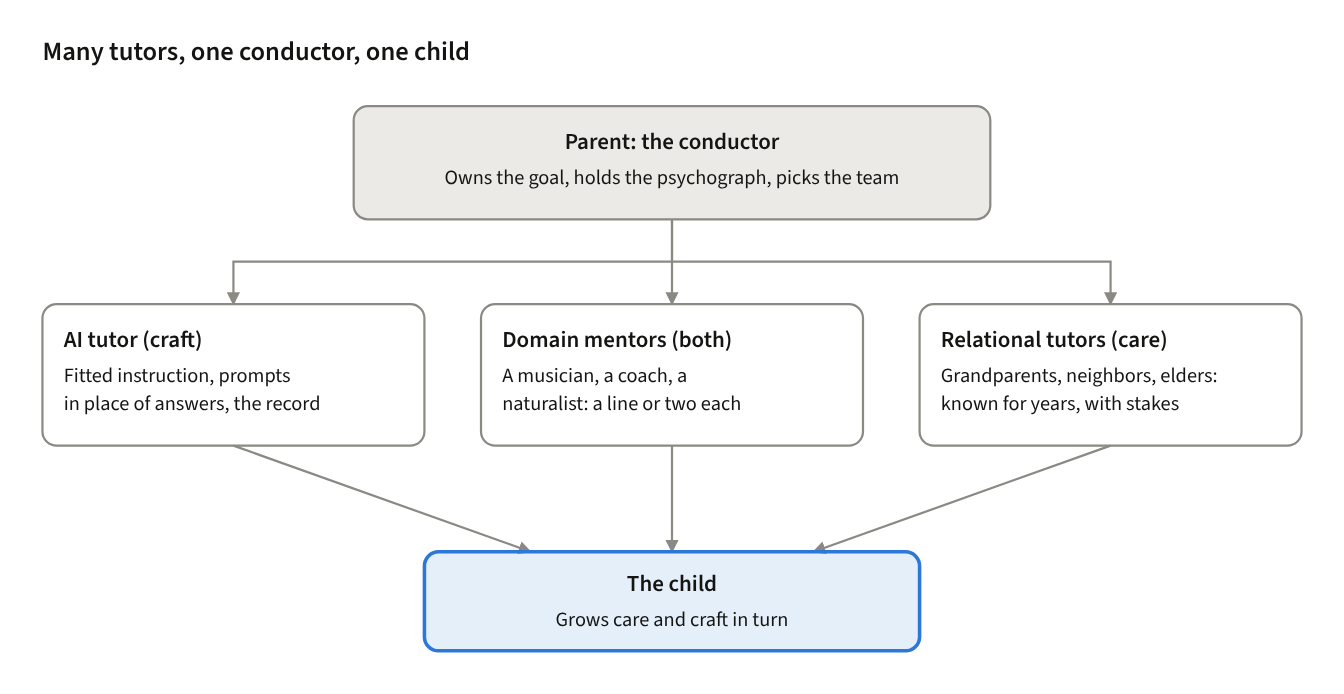 Many tutors, one conductor, one child
Parent: the conductor
Owns the goal, holds the psychograph, picks the team
AI tutor (craft)
Fitted instruction, prompts
in place of answers, the record
Domain mentors (both)
A musician, a coach, a
naturalist: a line or two each
Relational tutors (care)
Grandparents, neighbors, elders:
known for years, with stakes
The child
Grows care and craft in turn